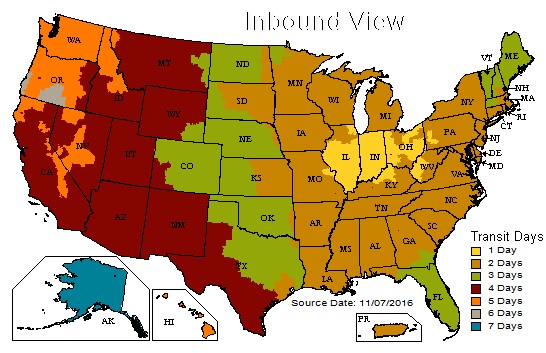 Inbound View
WA
OR
MT
ID
WY
NV
UT
CA
AZ
NM
CO
ND
SD
NE
KS
OK
TX
MN
IA
MO
AR
LA
WI
MI
IL
IN
OH
KY
TN
MS
AL
GA
FL
SC
NC
VA
WV
PA
NY
VT
ME
NH
MA
RI
CT
NJ
DE
MD
AK
HI
PR
Source Date: 11/07/2016
Transit Days
1 Day
2 Days
3 Days
4 Days
5 Days
6 Days
7 Days